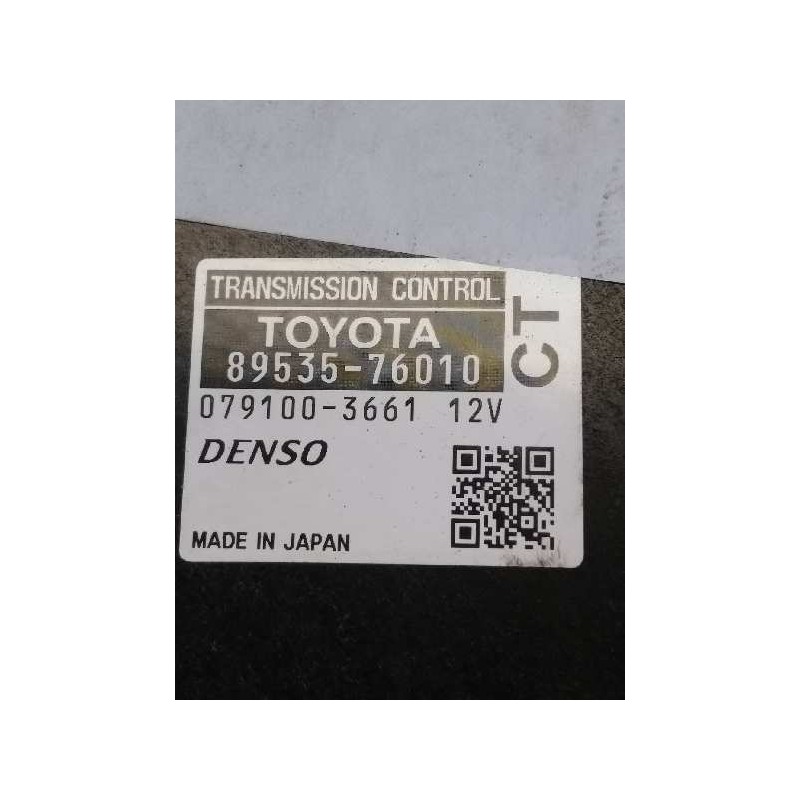 TRANSMISSION CONTROL
TOYOTA
89535-76010
079100-3661 12V
CT
DENSO
MADE IN JAPAN